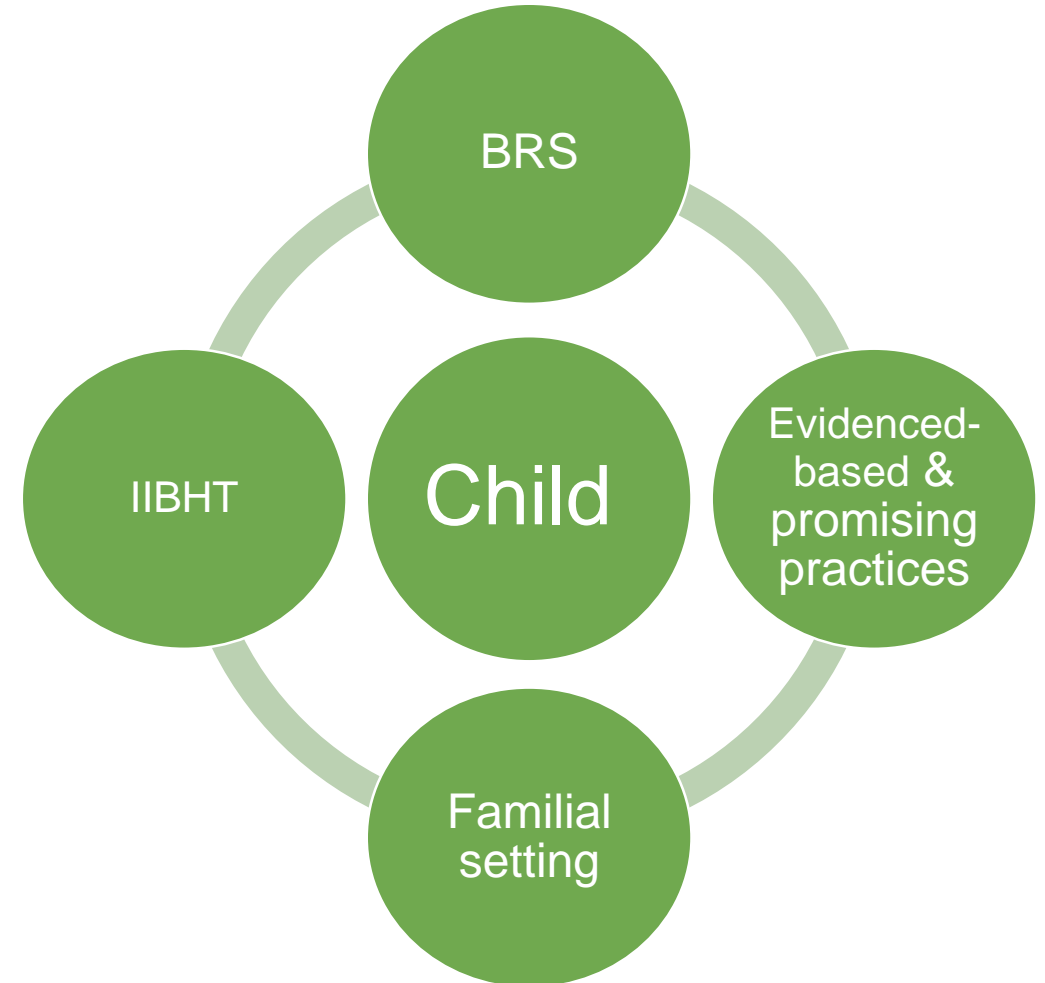 BRS
IIBHT
Child
Evidenced-
based &
promising
practices
Familial
setting